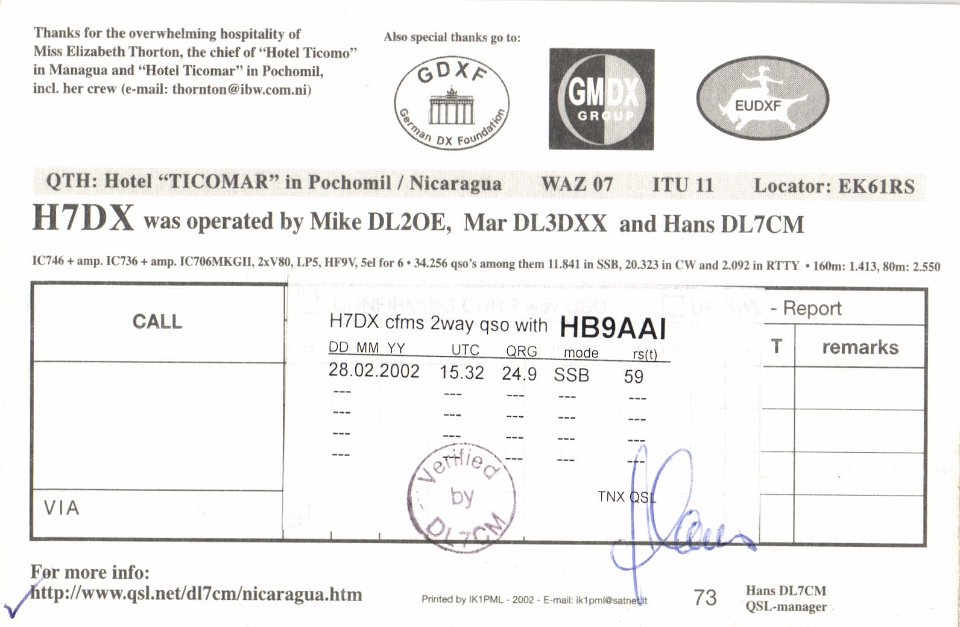 Thanks for the overwhelming hospitality of
Miss Elizabeth Thorton, the chief of “Hotel Ticomo”
in Managua and “Hotel Ticomar” in Pochomil,
incl. her crew (e-mail: thornton@ibw.com.ni)
Also special thanks go to:
GDXF
German DX Foundation
GMDX
GROUP
EUDXF
QTH: Hotel “TICOMAR” in Pochomil / Nicaragua WAZ 07 ITU 11 Locator: EK61RS
H7DX was operated by Mike DL2OE, Mar DL3DXX and Hans DL7CM
IC746 + amp. IC736 + amp. IC706MKGII, 2xV80, LP5, HF9V, 5el for 6 • 34.256 qso's among them 11.841 in SSB, 20.323 in CW and 2.092 in RTTY • 160m: 1.413, 80m: 2.550
CALL
CONFIRMING OUR 2 way QSO UR SWL - Report
H7DX cfms 2way qso with HB9AAI
T remarks
DD MM YY UTC QRG mode rs(t)
28.02.2002 15.32 24.9 SSB 59
--- --- --- --- ---
--- --- --- --- ---
--- --- --- --- ---
--- --- --- --- ---
Verified
by
DL7CM
TNX QSL
Hans
VIA
For more info:
http://www.qsl.net/dl7cm/nicaragua.htm
Printed by IK1PML - 2002 - E-mail: ik1pml@satnet.it
73
Hans DL7CM
QSL-manager